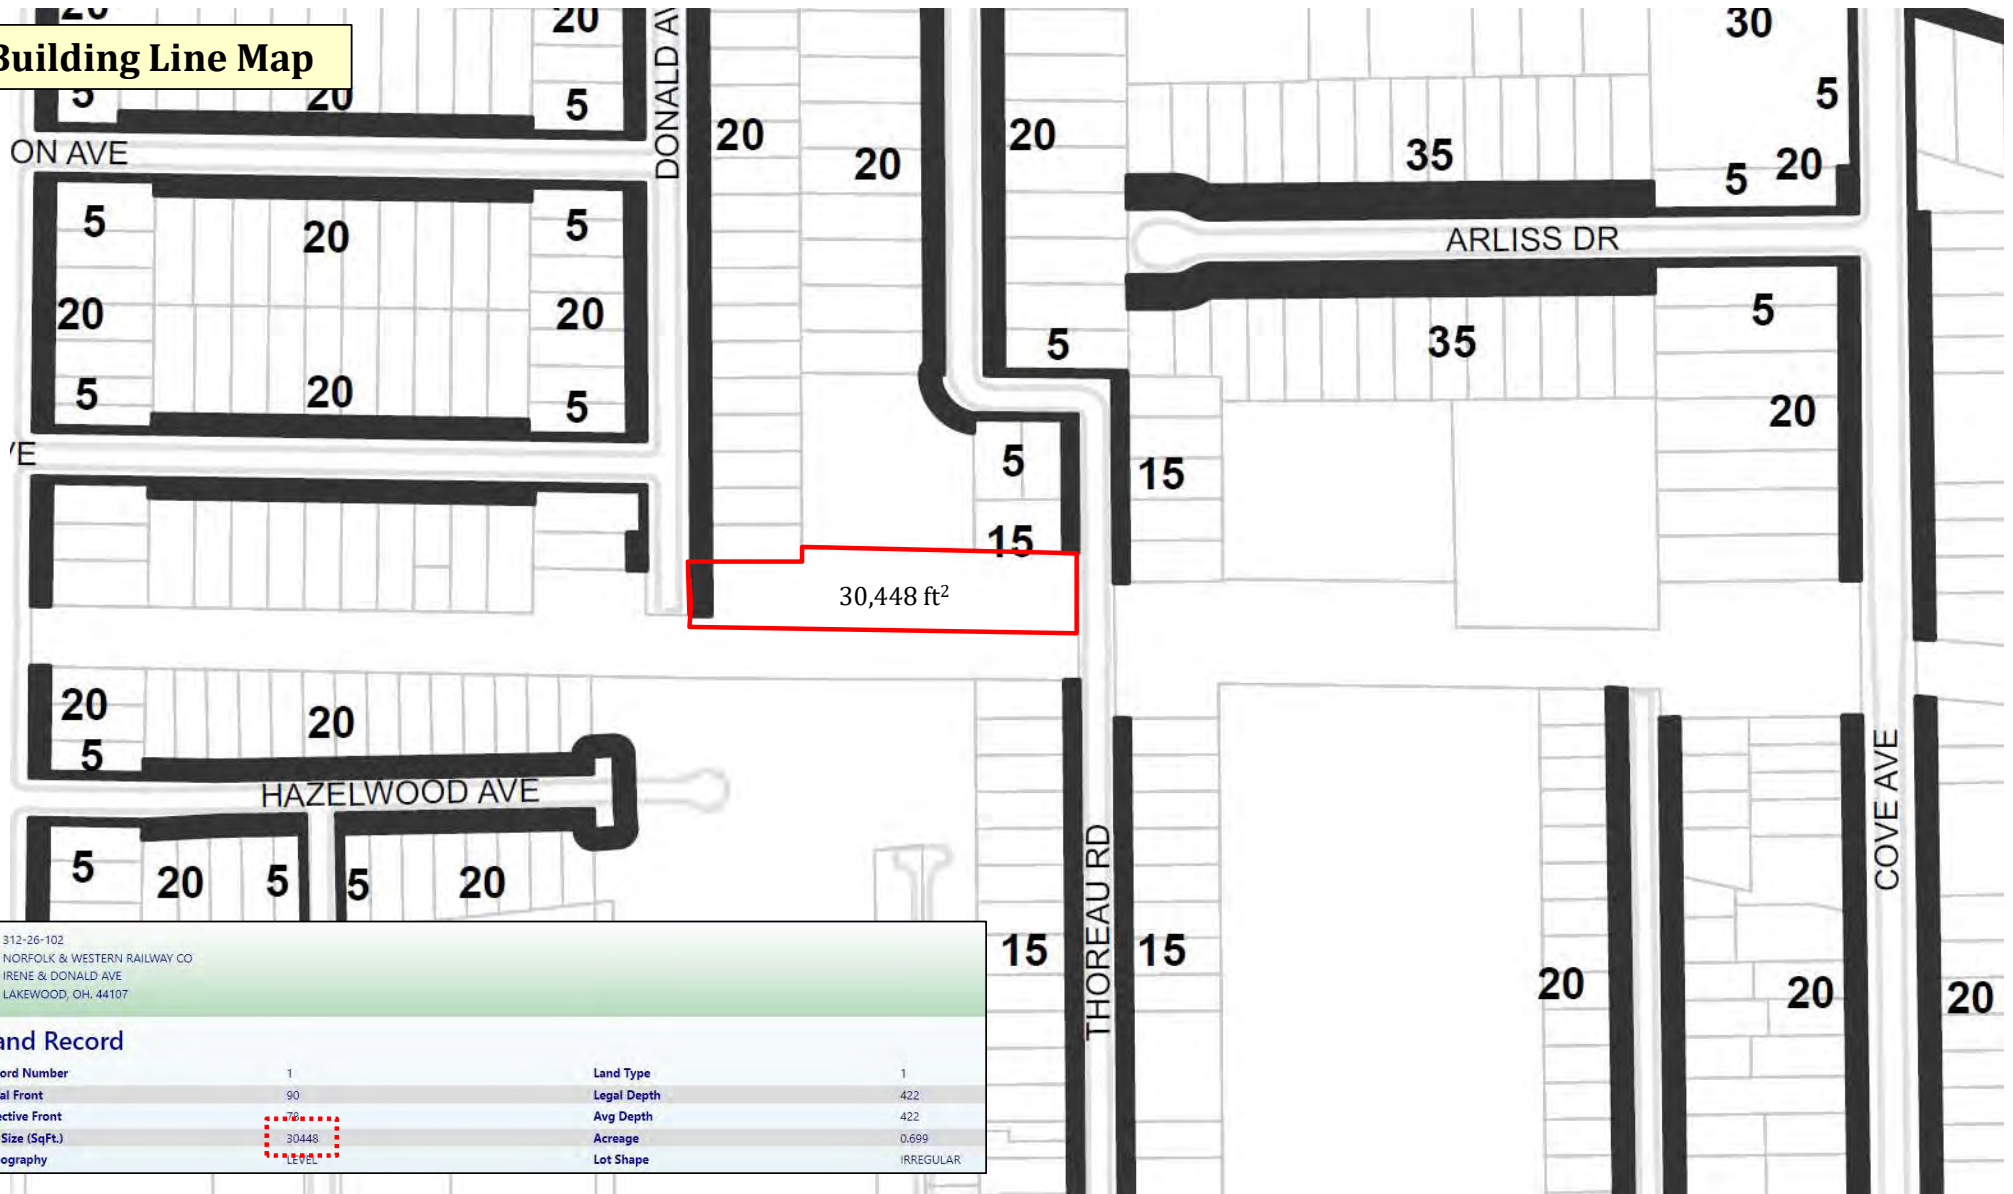 20
20
30
Building Line Map
DONALD AV
5
20
5
5
20
20
20
35
ON AVE
5
20
5
20
5
ARLISS DR
20
20
5
5
35
20
20
5
5
20
VE
5
15
15
30,448 ft²
20
20
5
HAZELWOOD AVE
COVE AVE
THOREAU RD
5
20
5
5
20
15
15
20
20
20
312-26-102
NORFOLK & WESTERN RAILWAY CO
IRENE & DONALD AVE
LAKEWOOD, OH. 44107
and Record
ord Number 1 Land Type 1
al Front 90 Legal Depth 422
ective Front 78 Avg Depth 422
Size (SqFt.) 30448 Acreage 0.699
ography LEVEL Lot Shape IRREGULAR